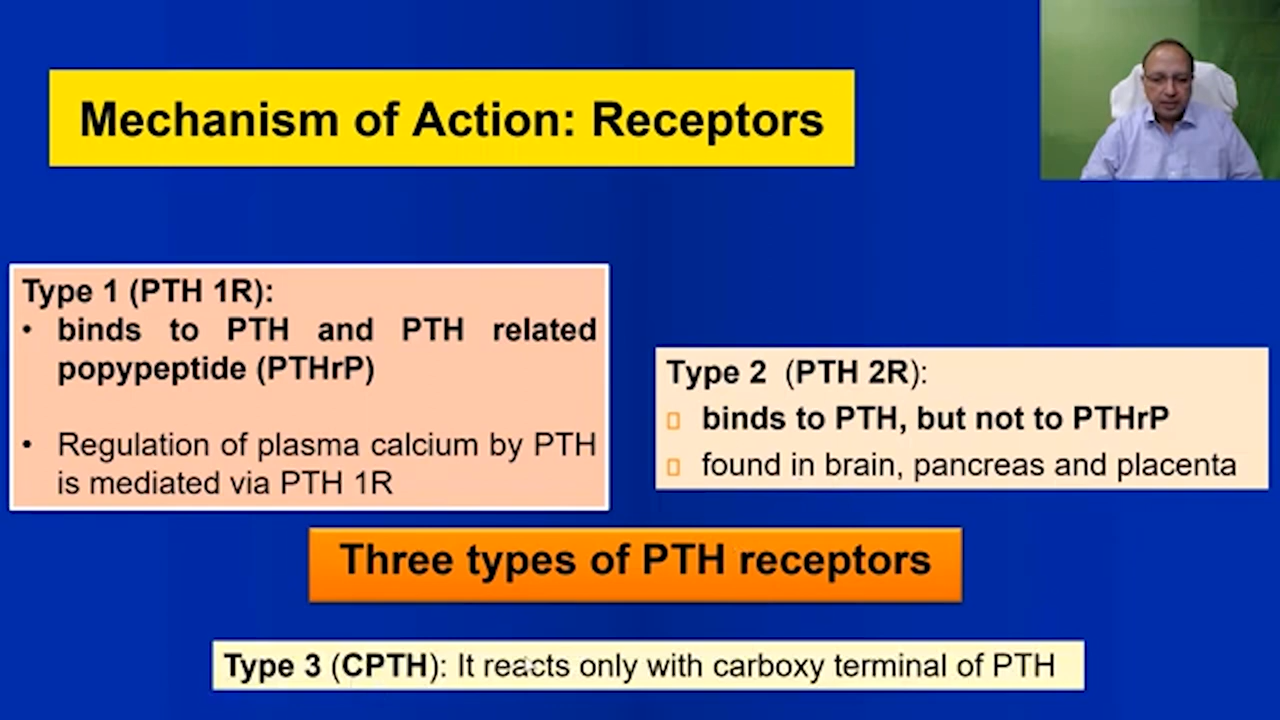 Mechanism of Action: Receptors
Type 1 (PTH 1R):
• binds to PTH and PTH related
popypeptide (PTHrP)
• Regulation of plasma calcium by PTH
is mediated via PTH 1R
Type 2 (PTH 2R):
binds to PTH, but not to PTHrP
found in brain, pancreas and placenta
Three types of PTH receptors
Type 3 (CPTH): It reacts only with carboxy terminal of PTH